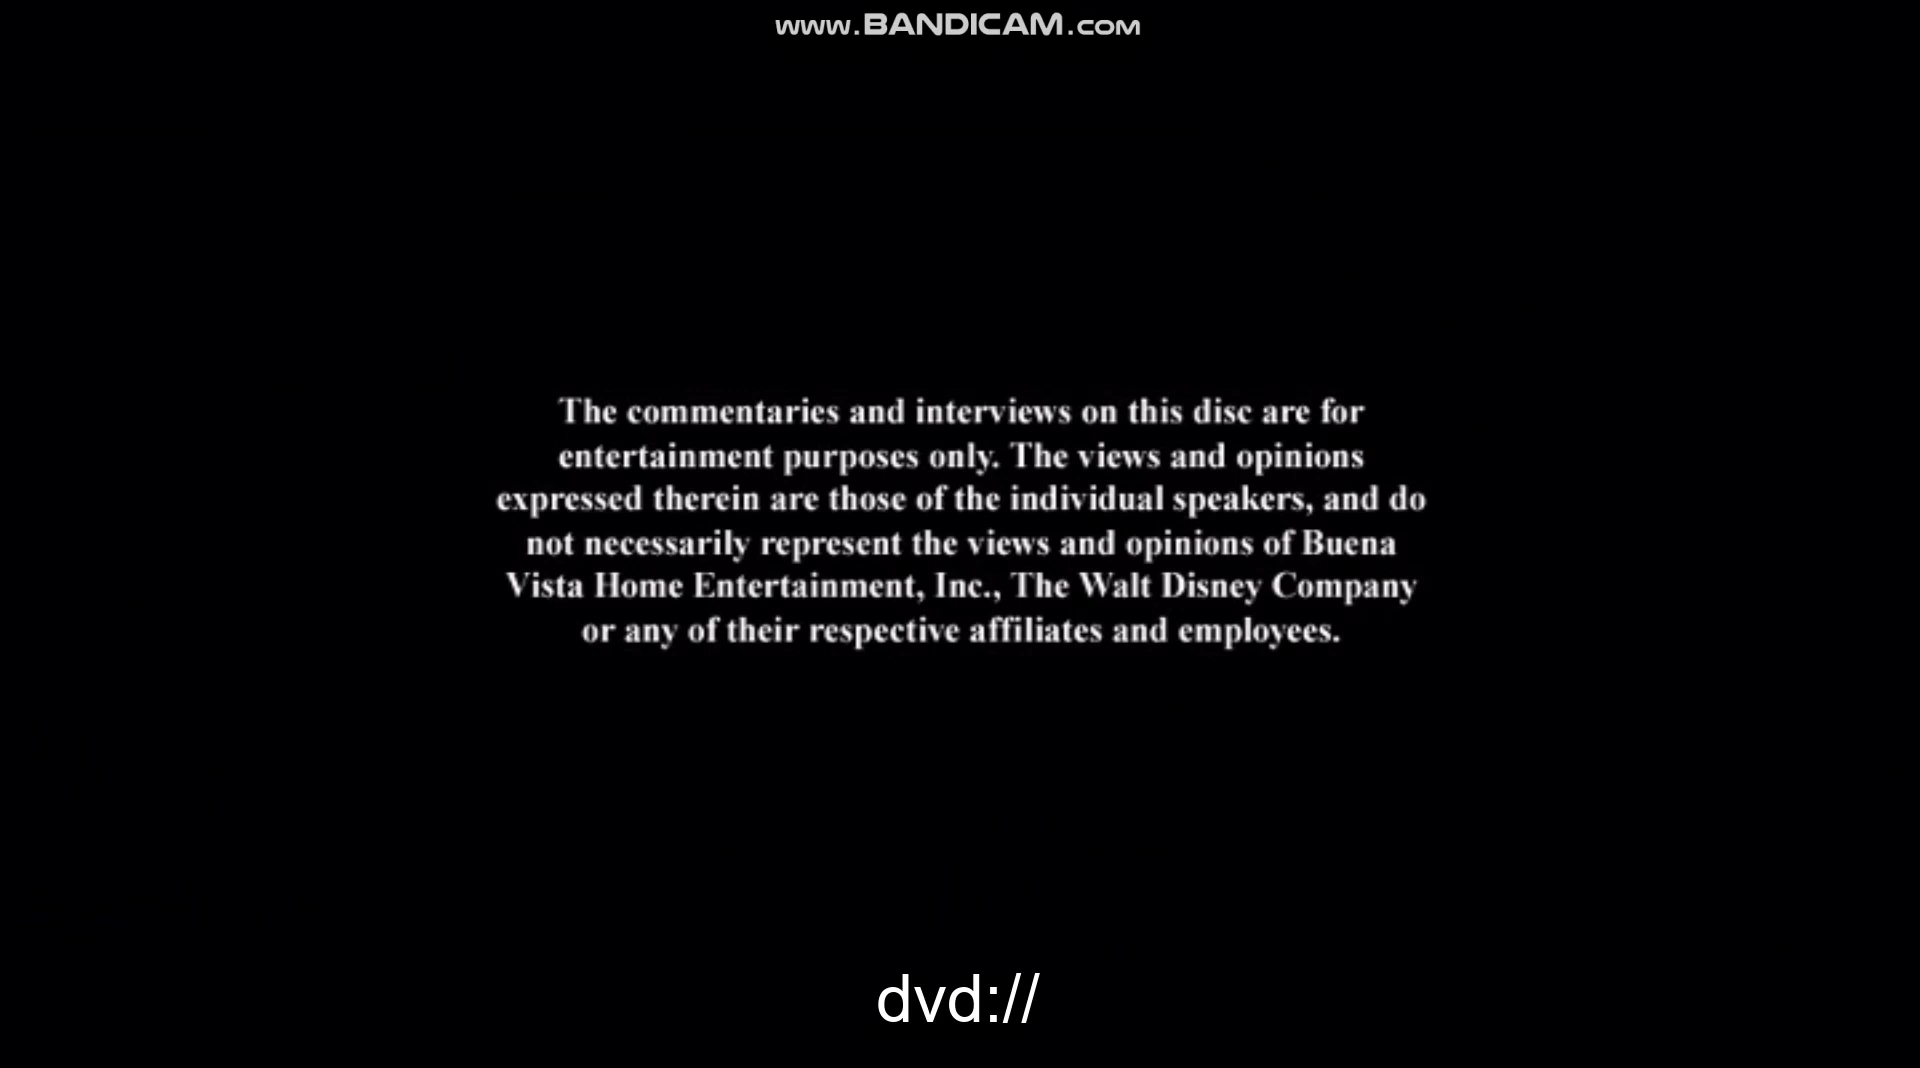 www.BANDICAM.COM
The commentaries and interviews on this disc are for
entertainment purposes only. The views and opinions
expressed therein are those of the individual speakers, and do
not necessarily represent the views and opinions of Buena
Vista Home Entertainment, Inc., The Walt Disney Company
or any of their respective affiliates and employees.
dvd://